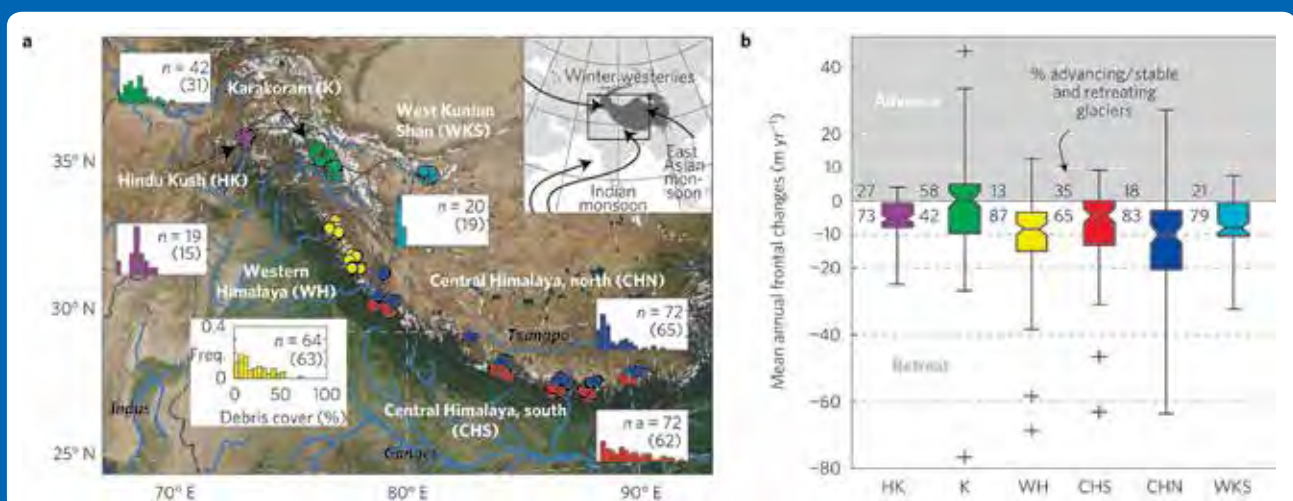 a
n = 42
(31)
Karakoram (K)
West Kunlun
Shan (WKS)
Winter westeries
East
Asian
mon-
soon
Indian
monsoon
35° N
Hindu Kush (HK)
n = 20
(19)
n = 19
(15)
Western
Himalaya (WH)
Central Himalaya, north (CHN)
30° N
n = 72
(65)
Tsangpo
0.4
n = 64
(63)
Freq.
0
0 50 100
Debris cover (%)
Indus
Central Himalaya, south
(CHS)
n a = 72
(62)
Ganges
25° N
70° E 80° E 90° E
b
Mean annual frontal changes (m yr⁻¹)
40
20
0
−10
−20
−40
−60
−80
Advance
% advancing/stable
and retreating
glaciers
27 58 13 35 18 21
73 42 87 65 83 79
Retreat
HK K WH CHS CHN WKS